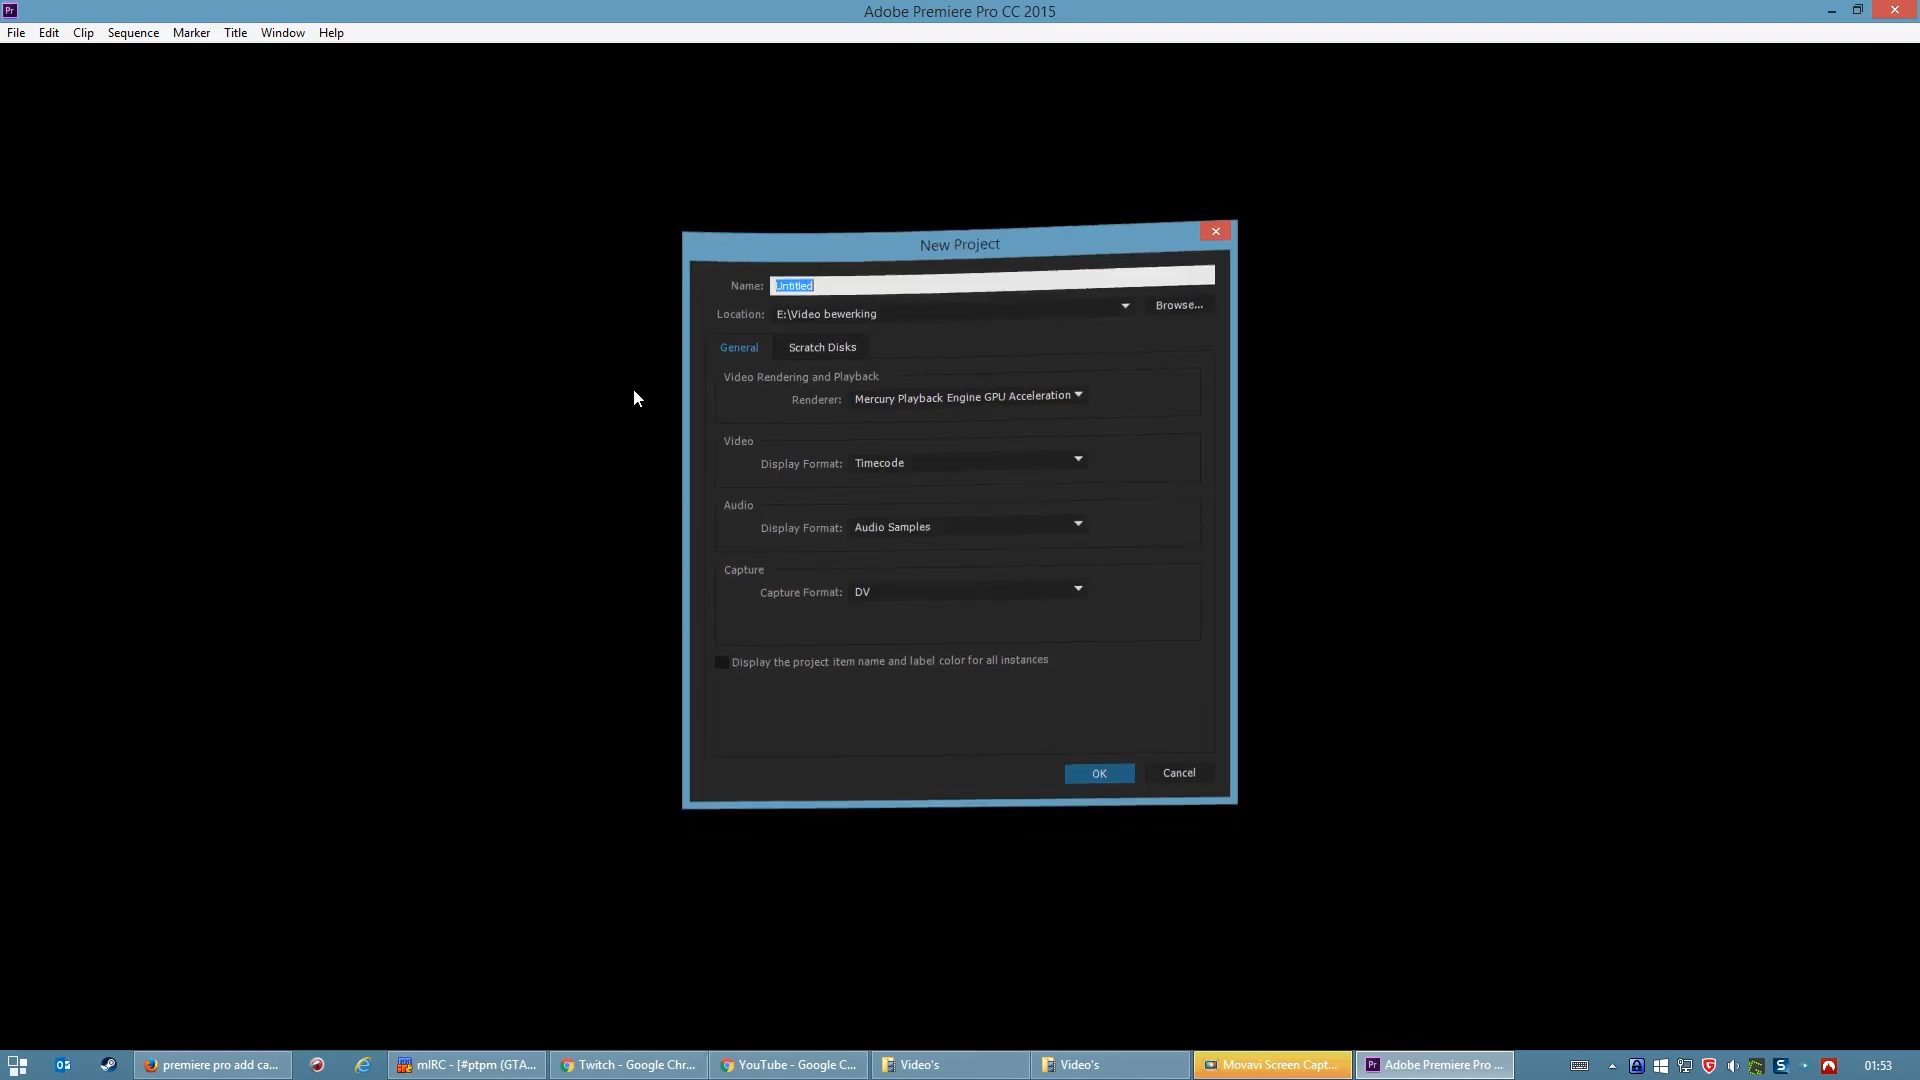 Pr
Adobe Premiere Pro CC 2015
File Edit Clip Sequence Marker Title Window Help
New Project
Name: Untitled
Location: E:\Video bewerking Browse...
General Scratch Disks
Video Rendering and Playback
Renderer: Mercury Playback Engine GPU Acceleration
Video
Display Format: Timecode
Audio
Display Format: Audio Samples
Capture
Capture Format: DV
Display the project item name and label color for all instances
OK Cancel
premiere pro add ca... mIRC - [#ptpm (GTA... Twitch - Google Chr... YouTube - Google C... Video's Video's Movavi Screen Capt... Pr Adobe Premiere Pro ... 01:53